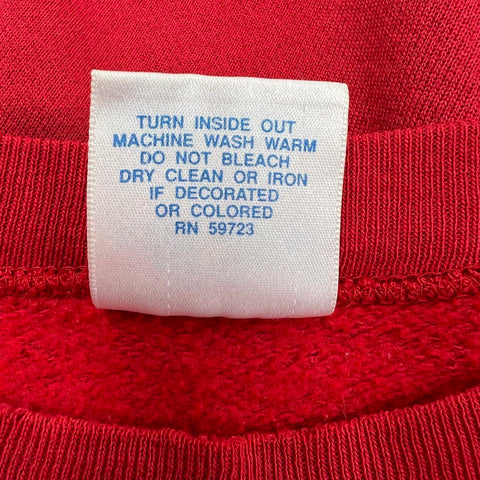 TURN INSIDE OUT
MACHINE WASH WARM
DO NOT BLEACH
DRY CLEAN OR IRON
IF DECORATED
OR COLORED
RN 59723